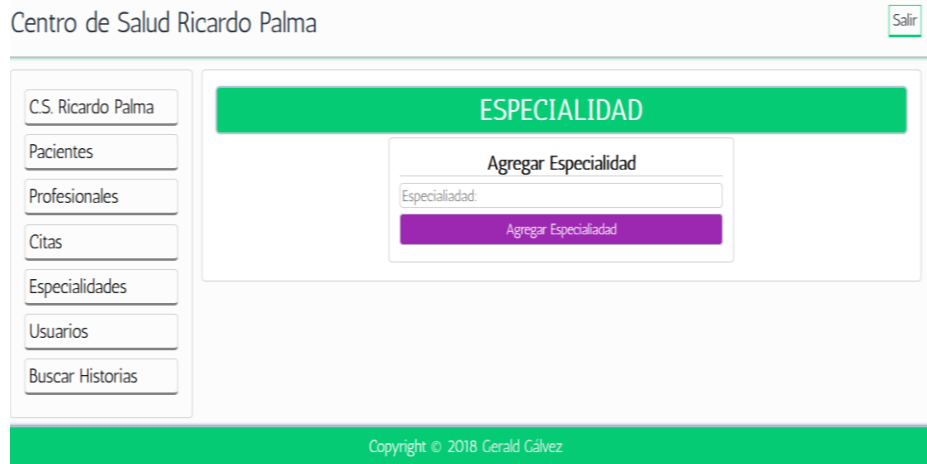 Centro de Salud Ricardo Palma
Salir
C.S. Ricardo Palma
Pacientes
Profesionales
Citas
Especialidades
Usuarios
Buscar Historias
ESPECIALIDAD
Agregar Especialidad
Especialiadad:
Agregar Especialiadad
Copyright © 2018 Gerald Gálvez